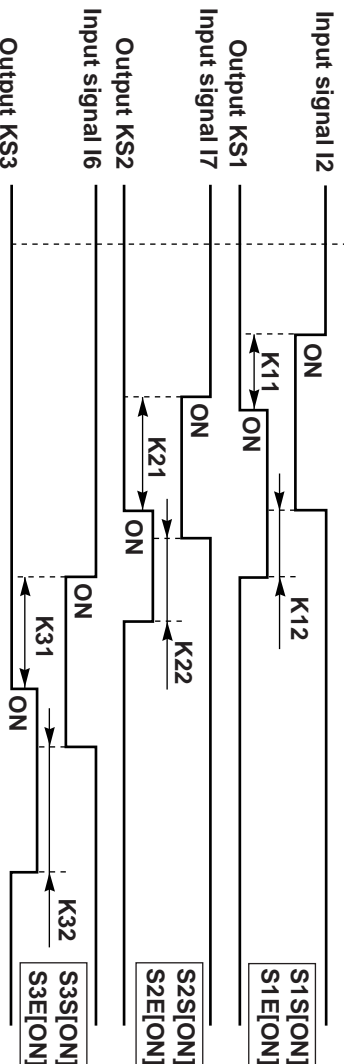 Input signal I2
ON
K11
K12
Output KS1
ON
S1S[ON]
S1E[ON]
Input signal I7
ON
K21
K22
Output KS2
ON
S2S[ON]
S2E[ON]
Input signal I6
ON
K31
K32
Output KS3
ON
S3S[ON]
S3E[ON]